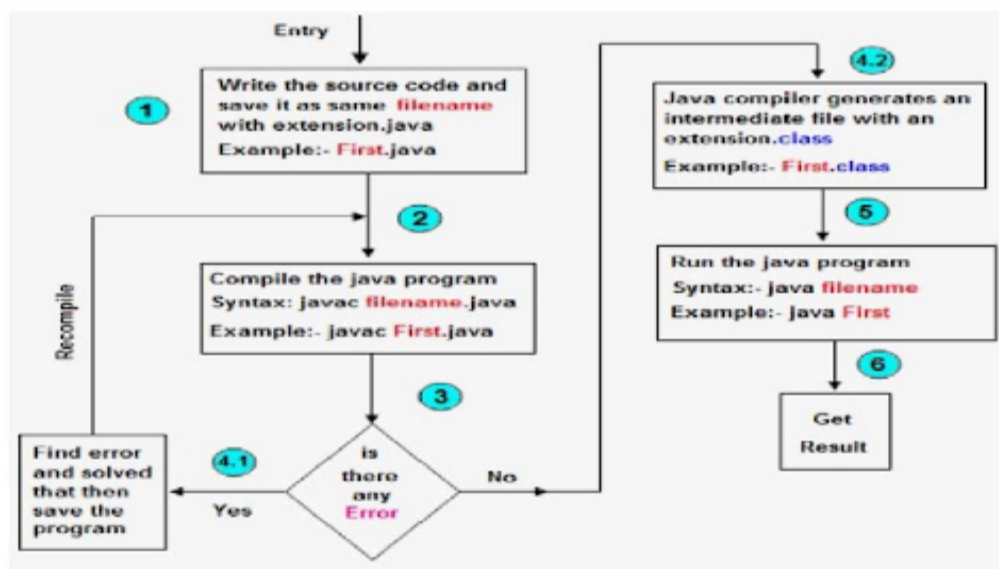 Entry
1
Write the source code and
save it as same filename
with extension.java
Example:- First.java
2
Compile the java program
Syntax: javac filename.java
Example:- javac First.java
Recompile
3
is
there
any
Error
4.1
Yes
Find error
and solved
that then
save the
program
No
4.2
Java compiler generates an
intermediate file with an
extension.class
Example:- First.class
5
Run the java program
Syntax:- java filename
Example:- java First
6
Get
Result